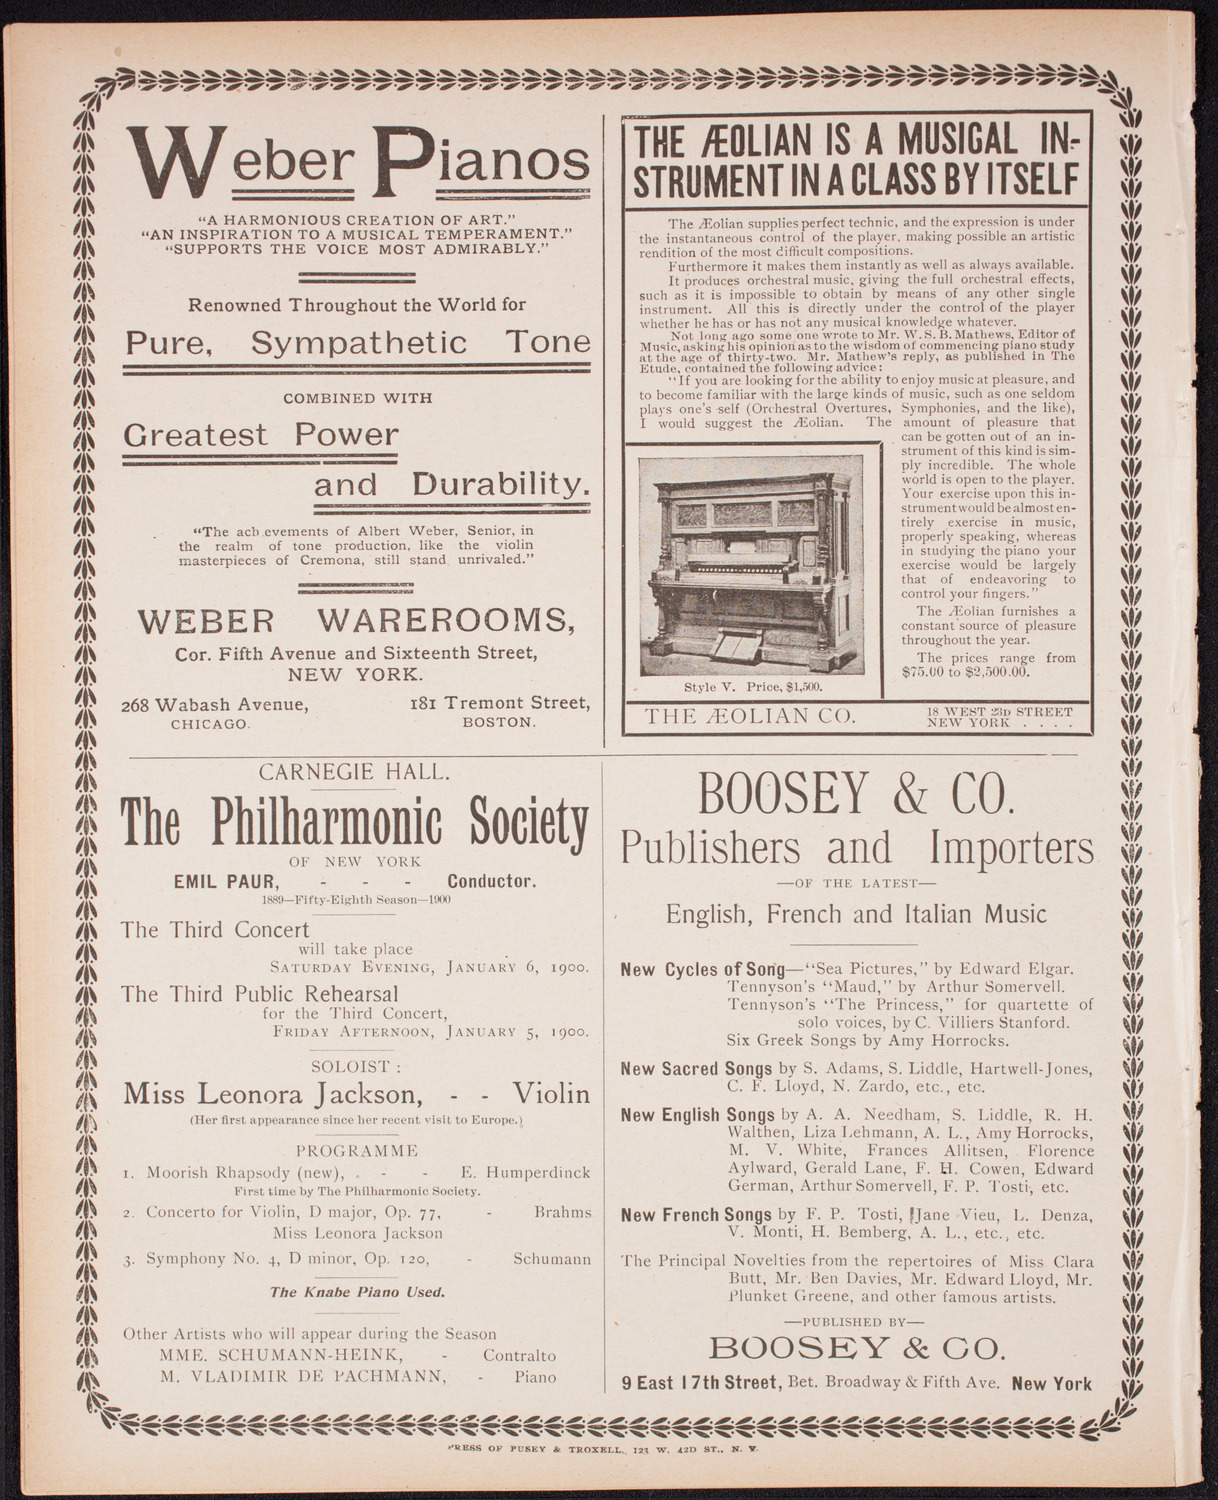 Weber Pianos
“A HARMONIOUS CREATION OF ART.”
“AN INSPIRATION TO A MUSICAL TEMPERAMENT.”
“SUPPORTS THE VOICE MOST ADMIRABLY.”
Renowned Throughout the World for
Pure, Sympathetic Tone
COMBINED WITH
Greatest Power
and Durability.
“The ach evements of Albert Weber, Senior, in
the realm of tone production, like the violin
masterpieces of Cremona, still stand unrivaled.”
WEBER WAREROOMS,
Cor. Fifth Avenue and Sixteenth Street,
NEW YORK.
268 Wabash Avenue,
CHICAGO.
181 Tremont Street,
BOSTON.
THE ÆOLIAN IS A MUSICAL IN-
STRUMENT IN A CLASS BY ITSELF
The Æolian supplies perfect technic, and the expression is under
the instantaneous control of the player, making possible an artistic
rendition of the most difficult compositions.
Furthermore it makes them instantly as well as always available.
It produces orchestral music, giving the full orchestral effects,
such as it is impossible to obtain by means of any other single
instrument. All this is directly under the control of the player
whether he has or has not any musical knowledge whatever.
Not long ago some one wrote to Mr. W. S. B. Mathews, Editor of
Music, asking his opinion as to the wisdom of commencing piano study
at the age of thirty-two. Mr. Mathew's reply, as published in The
Etude, contained the following advice:
“If you are looking for the ability to enjoy music at pleasure, and
to become familiar with the large kinds of music, such as one seldom
plays one's self (Orchestral Overtures, Symphonies, and the like),
I would suggest the Æolian. The amount of pleasure that
can be gotten out of an in-
strument of this kind is sim-
ply incredible. The whole
world is open to the player.
Your exercise upon this in-
strument would be almost en-
tirely exercise in music,
properly speaking, whereas
in studying the piano your
exercise would be largely
that of endeavoring to
control your fingers.”
The Æolian furnishes a
constant source of pleasure
throughout the year.
The prices range from
$75.00 to $2,500.00.
Style V. Price, $1,500.
THE ÆOLIAN CO.
18 WEST 23D STREET
NEW YORK . . . .
CARNEGIE HALL.
The Philharmonic Society
OF NEW YORK
EMIL PAUR, - - - Conductor.
1889—Fifty-Eighth Season—1900
The Third Concert
will take place
SATURDAY EVENING, JANUARY 6, 1900.
The Third Public Rehearsal
for the Third Concert,
FRIDAY AFTERNOON, JANUARY 5, 1900.
SOLOIST :
Miss Leonora Jackson, - - Violin
(Her first appearance since her recent visit to Europe.)
PROGRAMME
1. Moorish Rhapsody (new), . - - E. Humperdinck
First time by The Philharmonic Society.
2. Concerto for Violin, D major, Op. 77, - Brahms
Miss Leonora Jackson
3. Symphony No. 4, D minor, Op. 120, - Schumann
The Knabe Piano Used.
Other Artists who will appear during the Season
MME. SCHUMANN-HEINK, - Contralto
M. VLADIMIR DE PACHMANN, - Piano
BOOSEY & CO.
Publishers and Importers
—OF THE LATEST—
English, French and Italian Music
New Cycles of Song—“Sea Pictures,” by Edward Elgar.
Tennyson's “Maud,” by Arthur Somervell.
Tennyson's “The Princess,” for quartette of
solo voices, by C. Villiers Stanford.
Six Greek Songs by Amy Horrocks.
New Sacred Songs by S. Adams, S. Liddle, Hartwell-Jones,
C. F. Lloyd, N. Zardo, etc., etc.
New English Songs by A. A. Needham, S. Liddle, R. H.
Walthen, Liza Lehmann, A. L., Amy Horrocks,
M. V. White, Frances Allitsen, Florence
Aylward, Gerald Lane, F. H. Cowen, Edward
German, Arthur Somervell, F. P. Tosti, etc.
New French Songs by F. P. Tosti, Jane Vieu, L. Denza,
V. Monti, H. Bemberg, A. L., etc., etc.
The Principal Novelties from the repertoires of Miss Clara
Butt, Mr. Ben Davies, Mr. Edward Lloyd, Mr.
Plunket Greene, and other famous artists.
—PUBLISHED BY—
BOOSEY & CO.
9 East 17th Street, Bet. Broadway & Fifth Ave. New York
PRESS OF PUSEY & TROXELL, 123 W. 42D ST., N. Y.